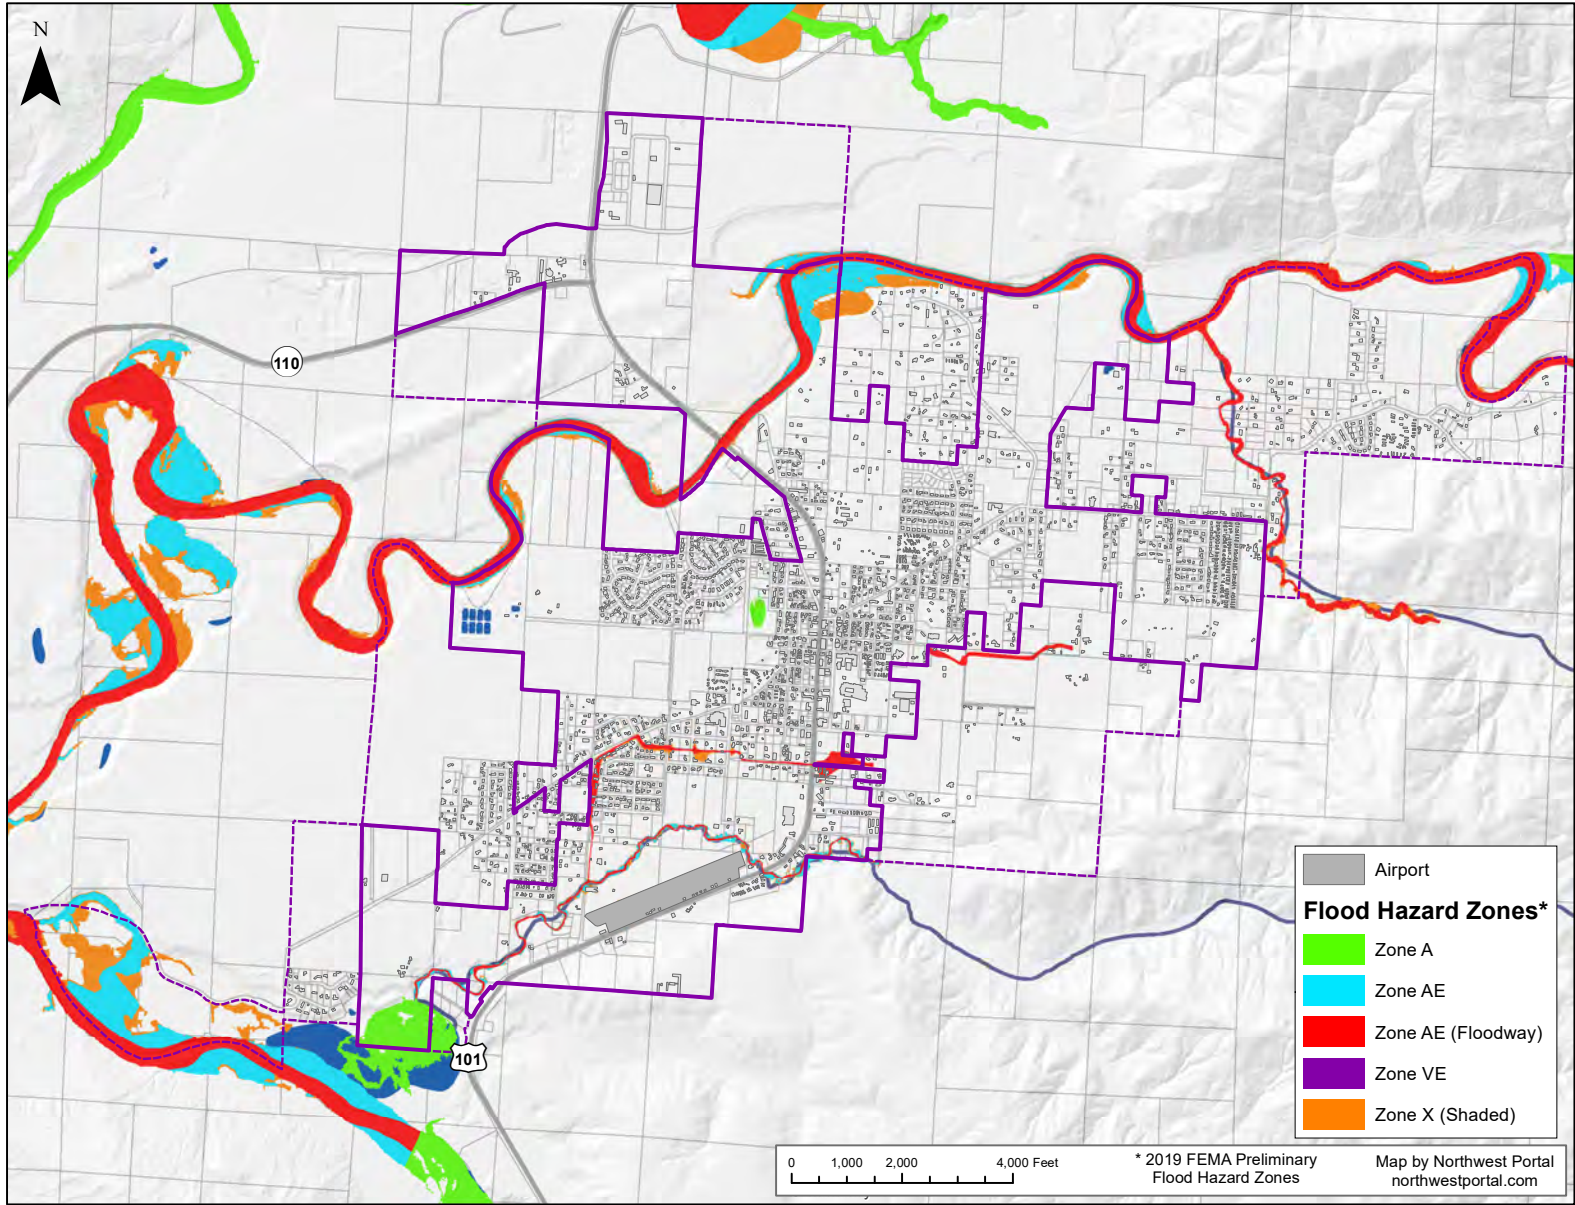 N
110
101
Airport
Flood Hazard Zones*
Zone A
Zone AE
Zone AE (Floodway)
Zone VE
Zone X (Shaded)
0 1,000 2,000 4,000 Feet
* 2019 FEMA Preliminary
Flood Hazard Zones
Map by Northwest Portal
northwestportal.com